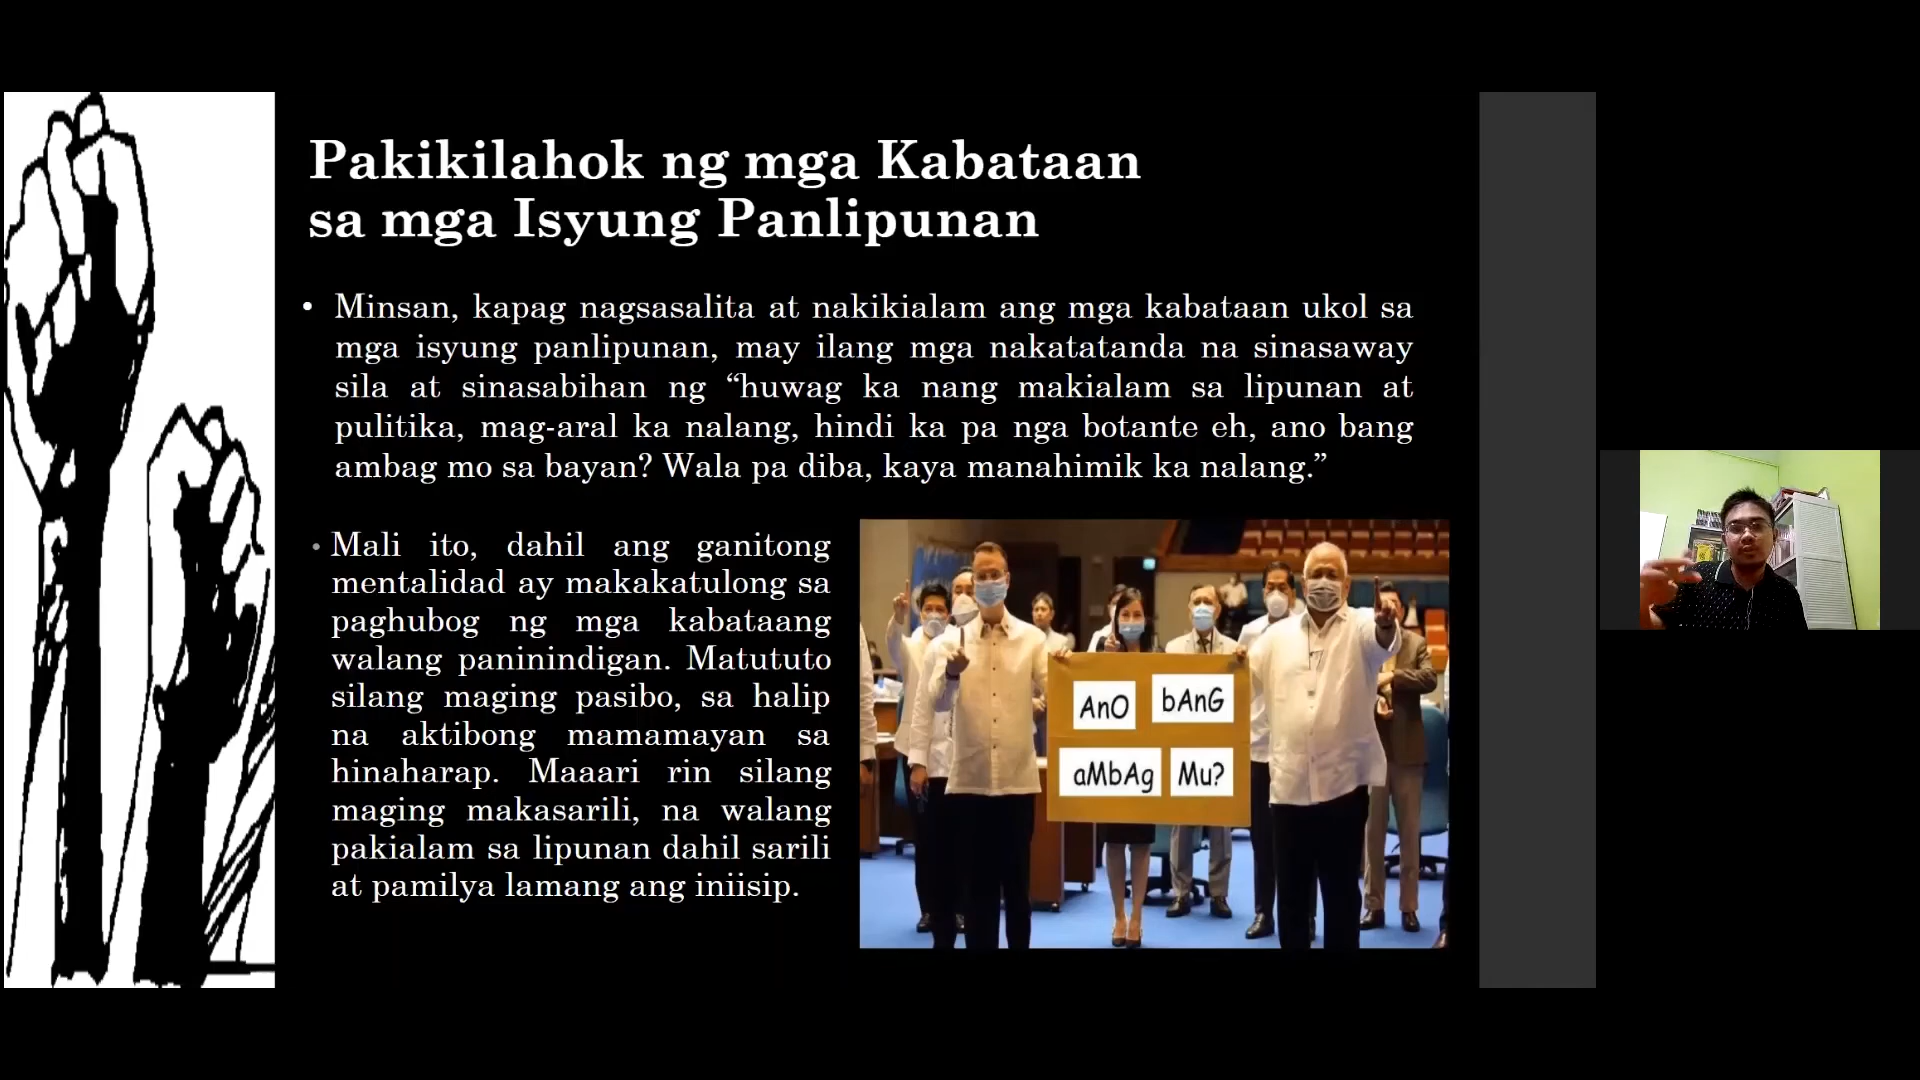 Pakikilahok ng mga Kabataan
sa mga Isyung Panlipunan
• Minsan, kapag nagsasalita at nakikialam ang mga kabataan ukol sa
mga isyung panlipunan, may ilang mga nakatatanda na sinasaway
sila at sinasabihan ng “huwag ka nang makialam sa lipunan at
pulitika, mag-aral ka nalang, hindi ka pa nga botante eh, ano bang
ambag mo sa bayan? Wala pa diba, kaya manahimik ka nalang.”
• Mali ito, dahil ang ganitong
mentalidad ay makakatulong sa
paghubog ng mga kabataang
walang paninindigan. Matututo
silang maging pasibo, sa halip
na aktibong mamamayan sa
hinaharap. Maaari rin silang
maging makasarili, na walang
pakialam sa lipunan dahil sarili
at pamilya lamang ang iniisip.
AnO bAnG
aMbAg Mu?